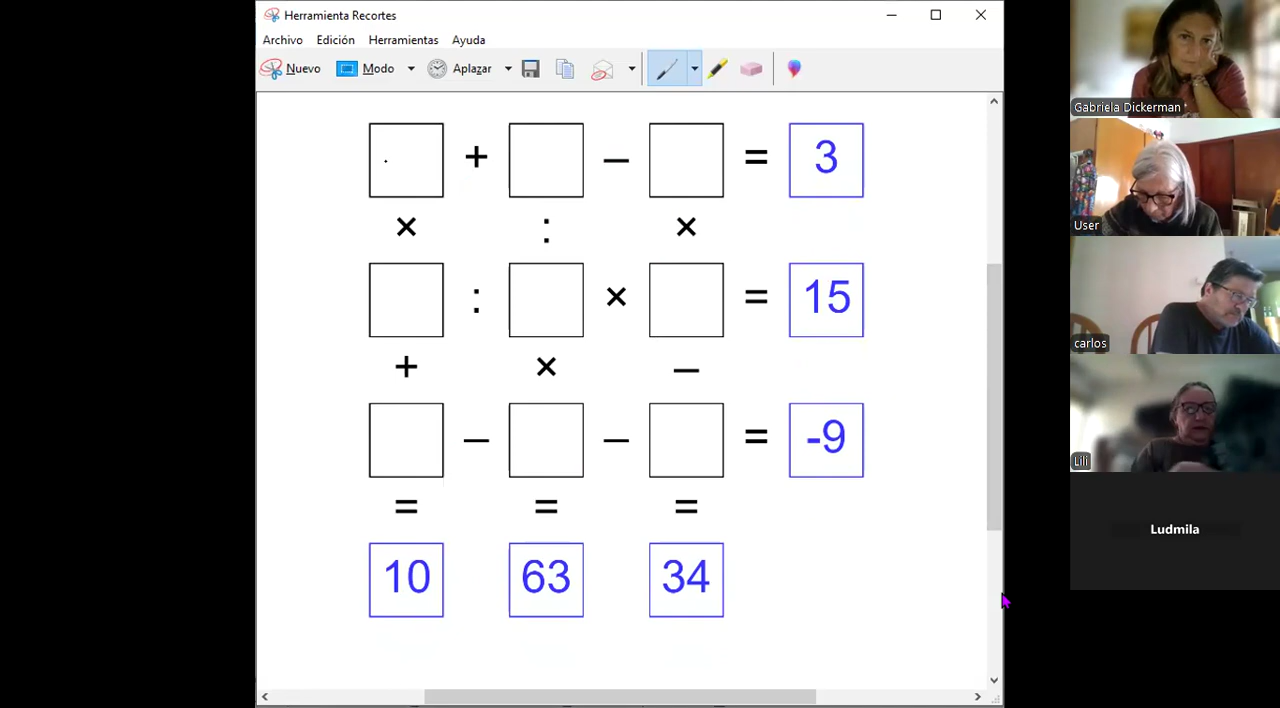 Herramienta Recortes
Archivo Edición Herramientas Ayuda
Nuevo Modo Aplazar
+ – = 3
× : ×
: × = 15
+ × –
– – = -9
= = =
10 63 34
Gabriela Dickerman
User
carlos
Lili
Ludmila